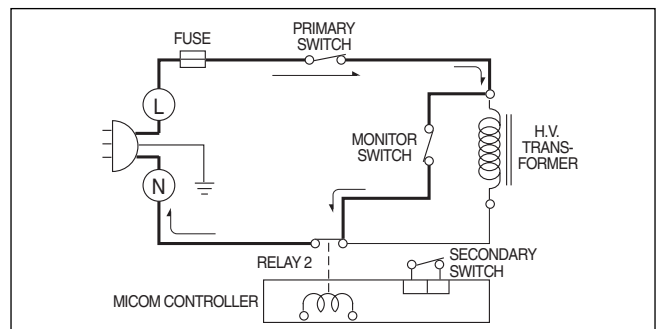 FUSE
PRIMARY
SWITCH
L
MONITOR
SWITCH
H.V.
TRANS-
FORMER
N
RELAY 2
SECONDARY
SWITCH
MICOM CONTROLLER